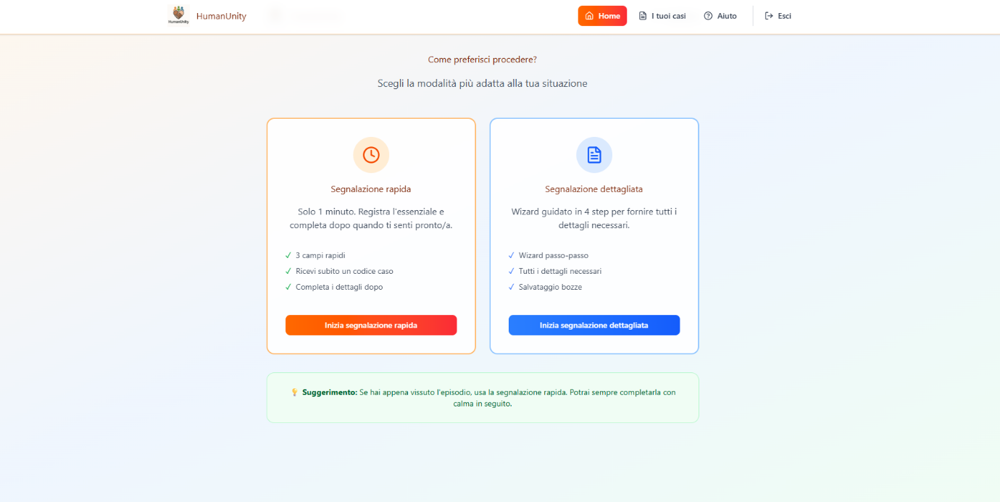 HumanUnity
HumanUnity
Home
I tuoi casi
Aiuto
Esci
Come preferisci procedere?
Scegli la modalità più adatta alla tua situazione
Segnalazione rapida
Solo 1 minuto. Registra l'essenziale e
completa dopo quando ti senti pronto/a.
✓ 3 campi rapidi
✓ Ricevi subito un codice caso
✓ Completa i dettagli dopo
Inizia segnalazione rapida
Segnalazione dettagliata
Wizard guidato in 4 step per fornire tutti i
dettagli necessari.
✓ Wizard passo-passo
✓ Tutti i dettagli necessari
✓ Salvataggio bozze
Inizia segnalazione dettagliata
💡 Suggerimento: Se hai appena vissuto l'episodio, usa la segnalazione rapida. Potrai sempre completarla con
calma in seguito.